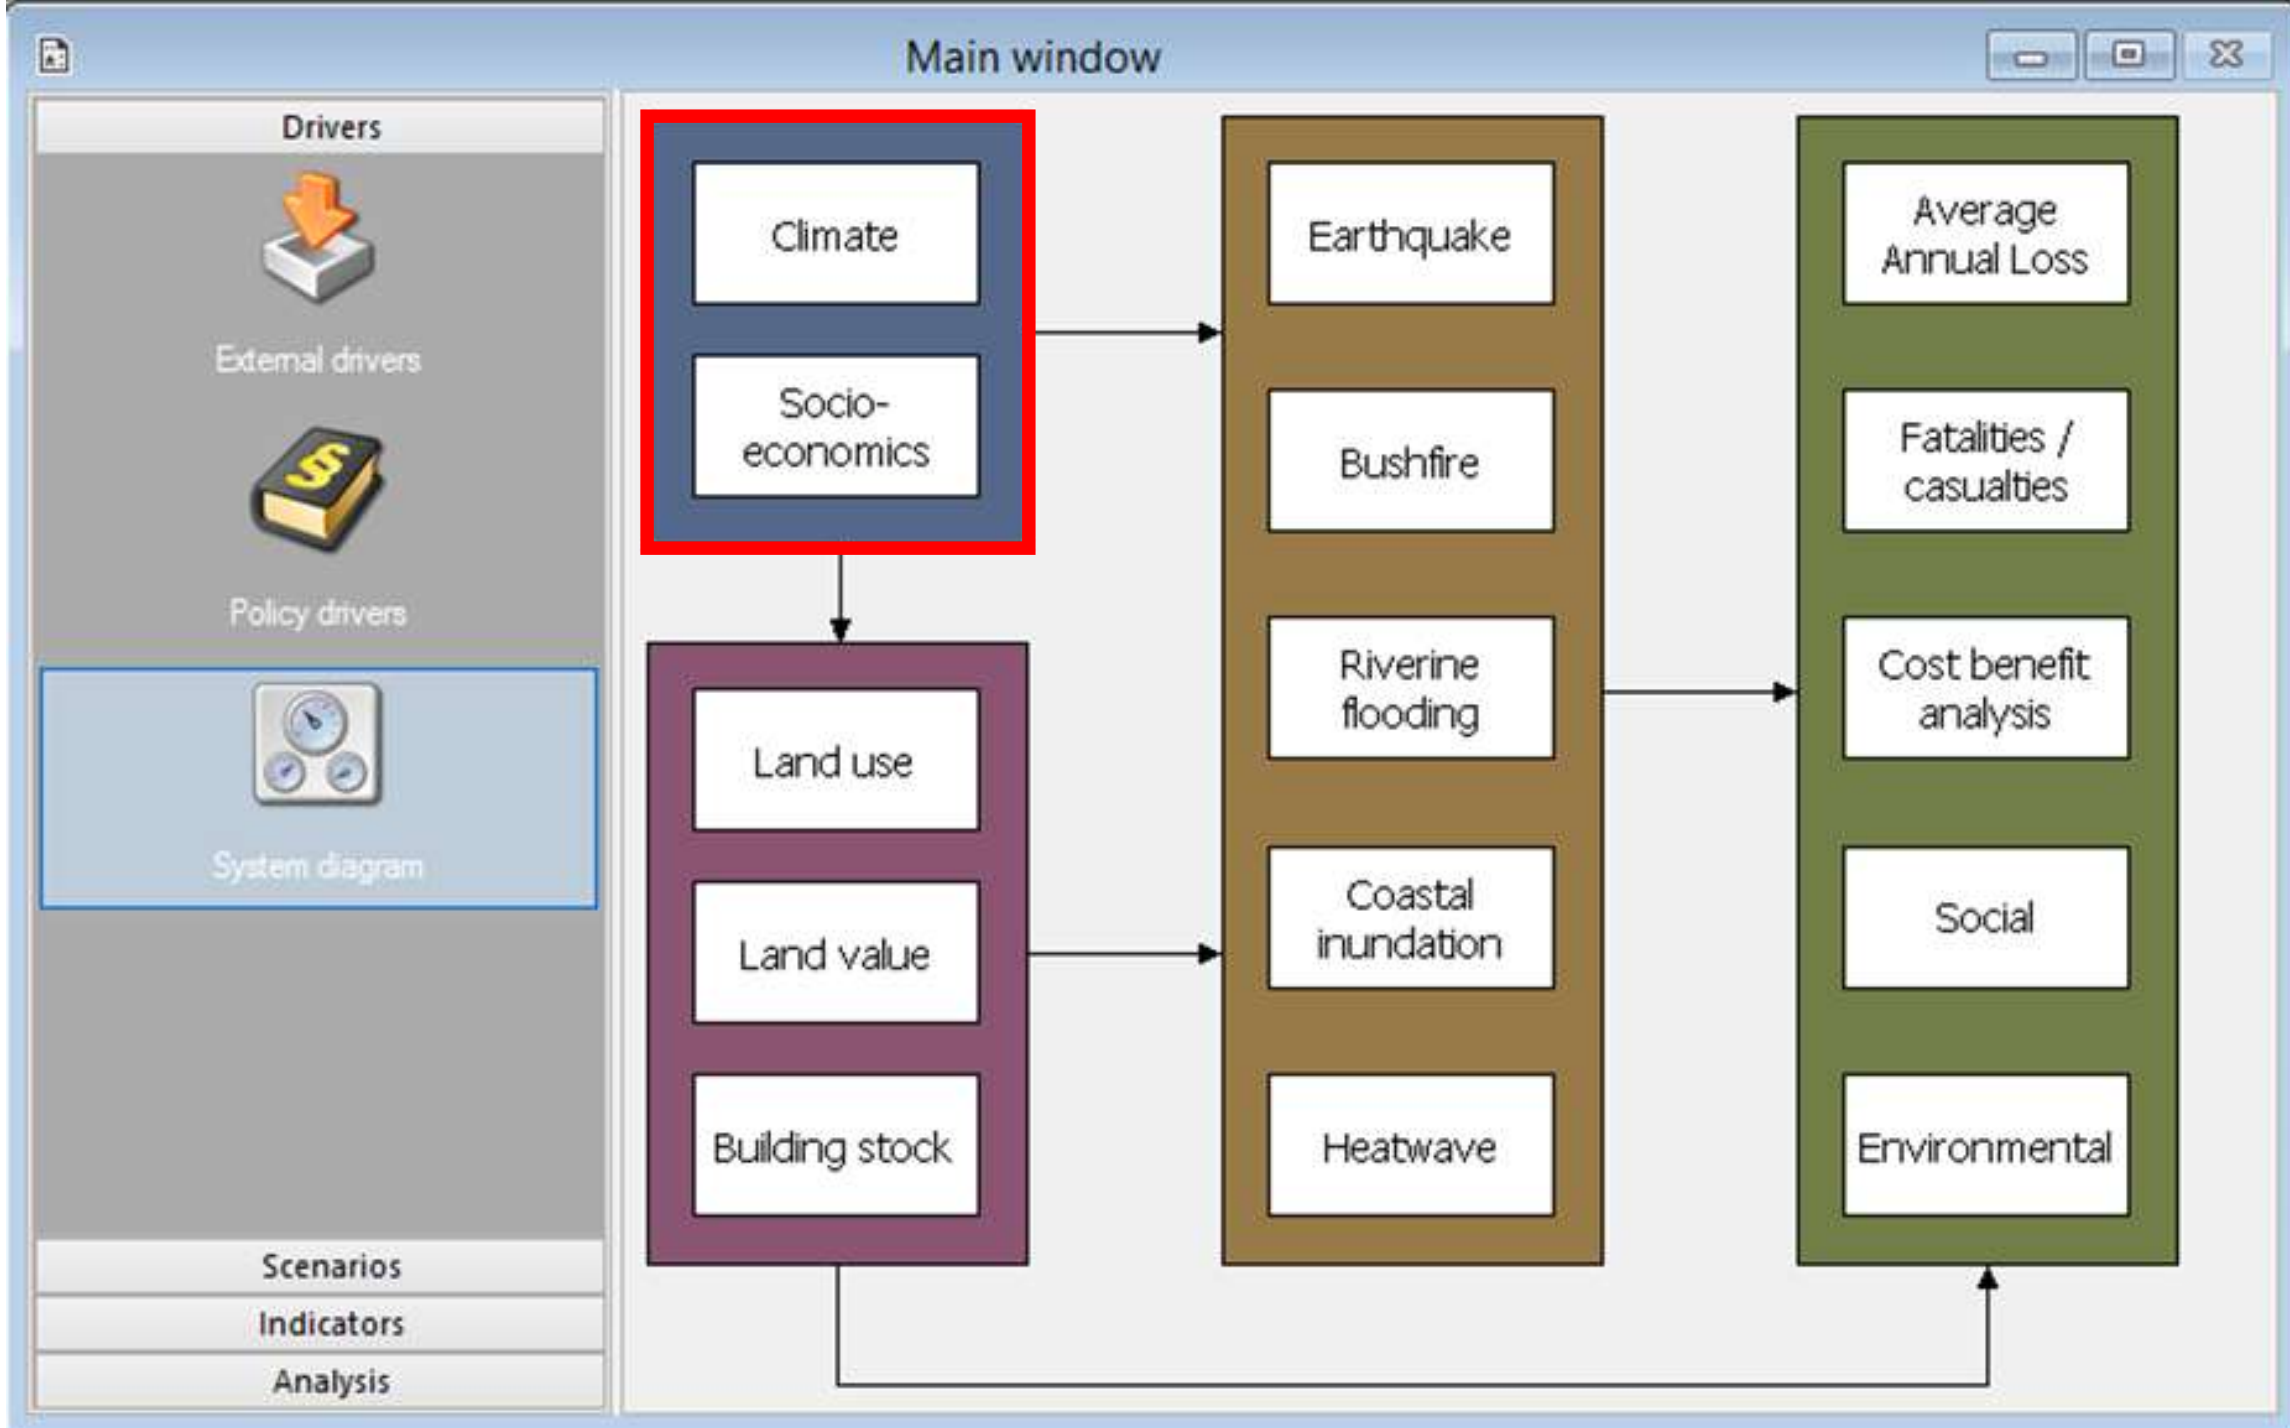 Main window
Drivers
External drivers
Policy drivers
System diagram
Scenarios
Indicators
Analysis
Climate
Socio-
economics
Land use
Land value
Building stock
Earthquake
Bushfire
Riverine
flooding
Coastal
inundation
Heatwave
Average
Annual Loss
Fatalities /
casualties
Cost benefit
analysis
Social
Environmental